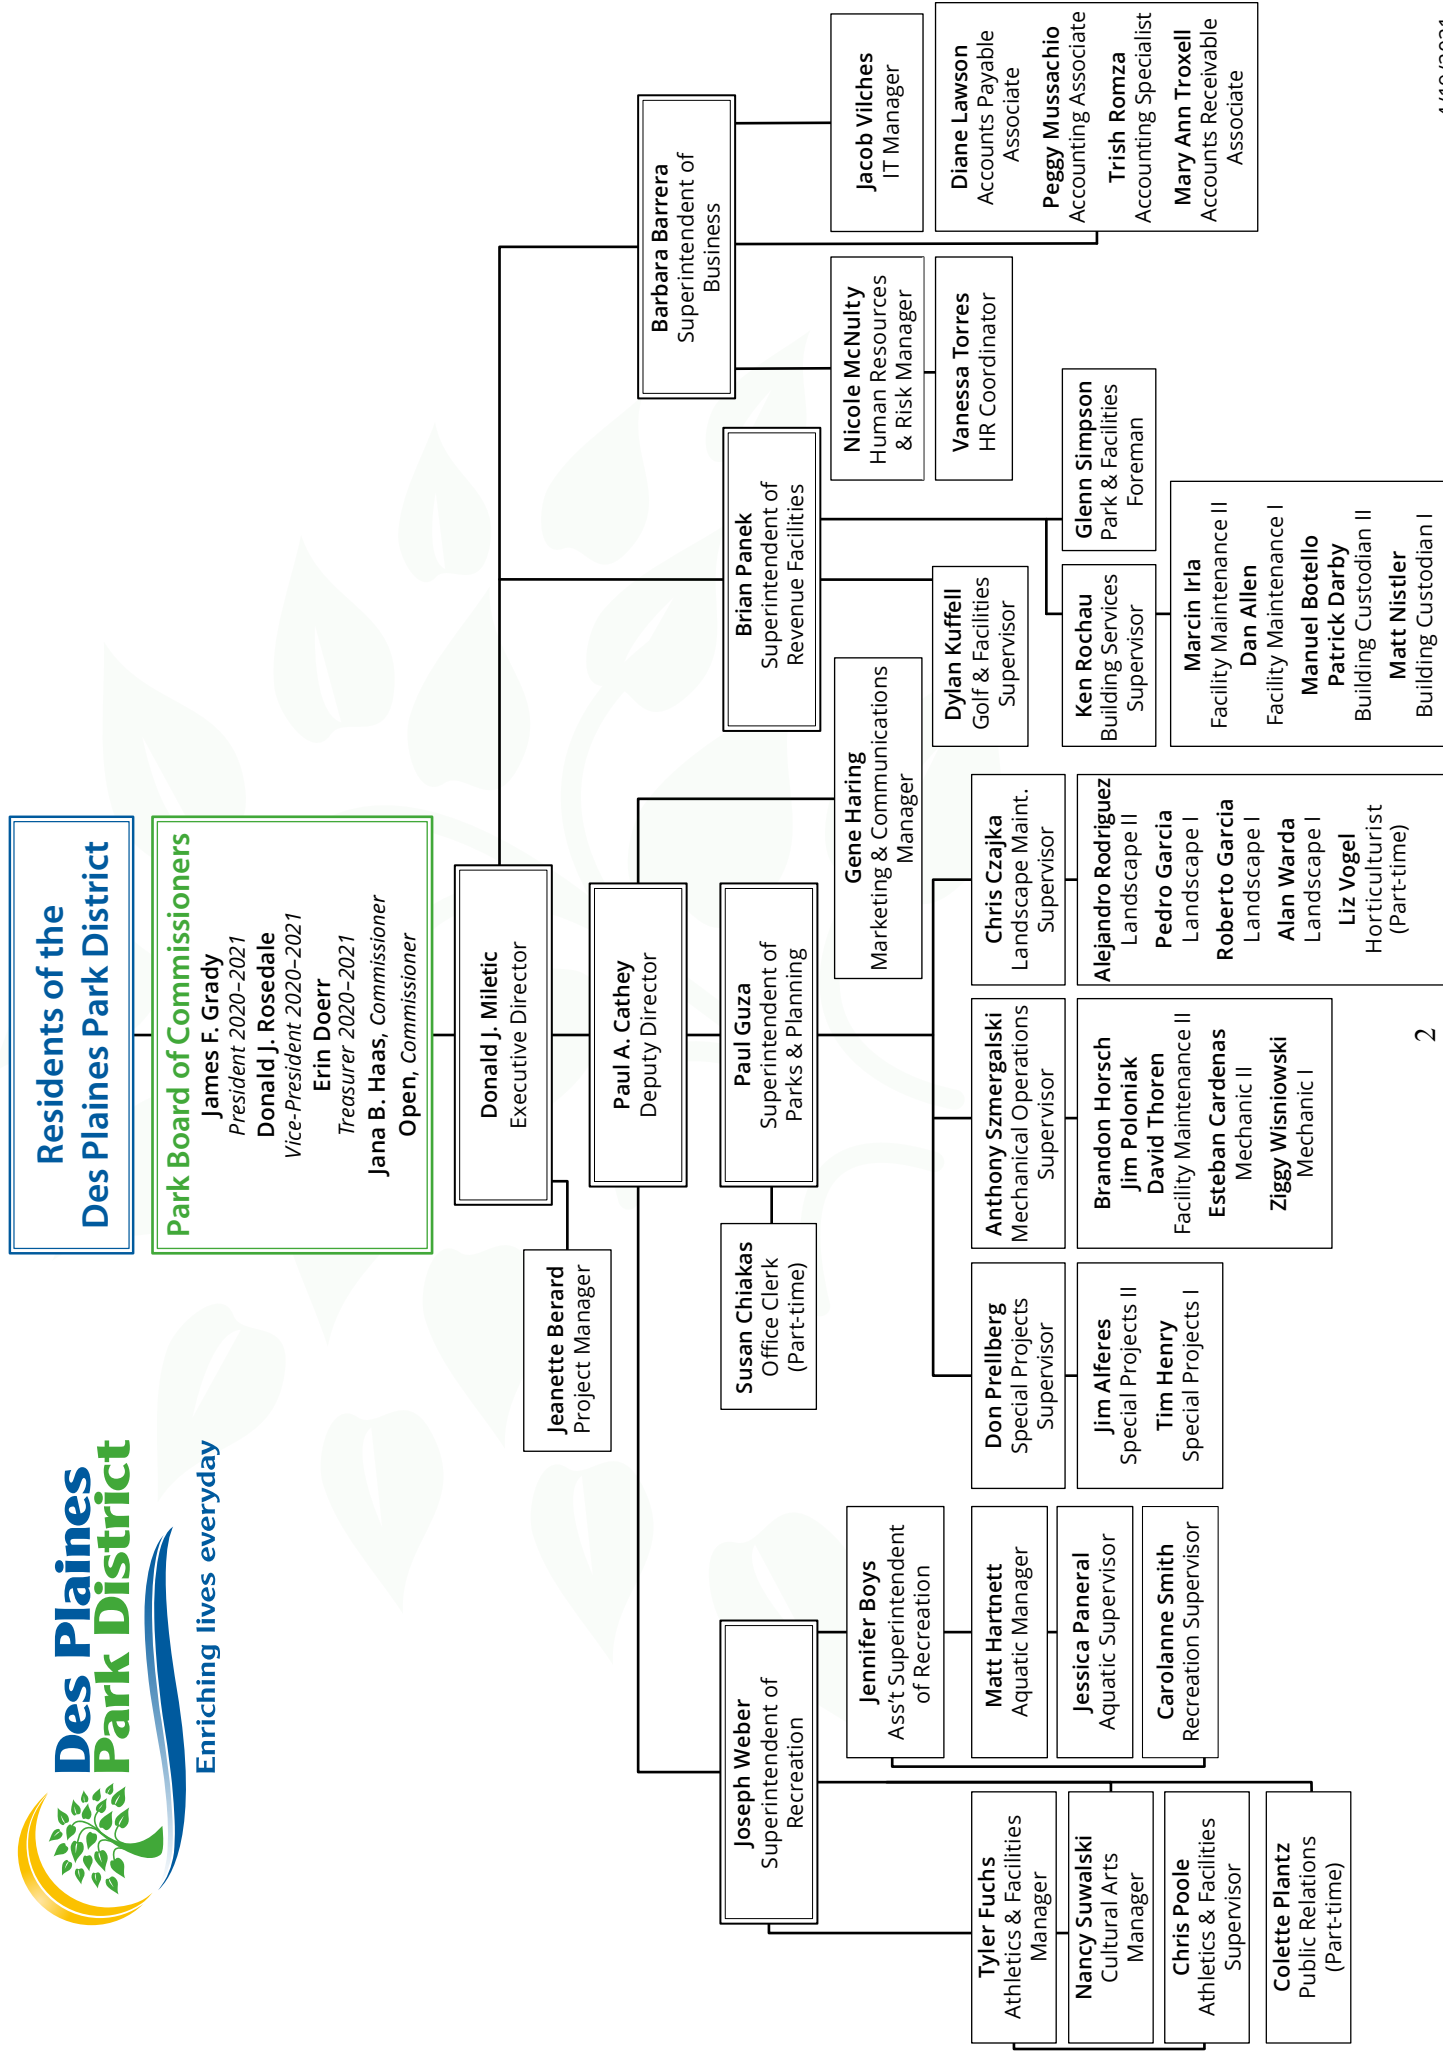 Des Plaines
Park District
Enriching lives everyday
Residents of the
Des Plaines Park District
Park Board of Commissioners
James F. Grady
President 2020–2021
Donald J. Rosedale
Vice-President 2020–2021
Erin Doerr
Treasurer 2020–2021
Jana B. Haas, Commissioner
Open, Commissioner
Donald J. Miletic
Executive Director
Jeanette Berard
Project Manager
Paul A. Cathey
Deputy Director
Joseph Weber
Superintendent of
Recreation
Susan Chiakas
Office Clerk
(Part-time)
Paul Guza
Superintendent of
Parks & Planning
Gene Haring
Marketing & Communications
Manager
Brian Panek
Superintendent of
Revenue Facilities
Barbara Barrera
Superintendent of
Business
Jennifer Boys
Ass't Superintendent
of Recreation
Matt Hartnett
Aquatic Manager
Jessica Paneral
Aquatic Supervisor
Carolanne Smith
Recreation Supervisor
Tyler Fuchs
Athletics & Facilities
Manager
Nancy Suwalski
Cultural Arts
Manager
Chris Poole
Athletics & Facilities
Supervisor
Colette Plantz
Public Relations
(Part-time)
Don Prellberg
Special Projects
Supervisor
Jim Alferes
Special Projects II
Tim Henry
Special Projects I
Anthony Szmergalski
Mechanical Operations
Supervisor
Brandon Horsch
Jim Poloniak
David Thoren
Facility Maintenance II
Esteban Cardenas
Mechanic II
Ziggy Wisniowski
Mechanic I
Chris Czajka
Landscape Maint.
Supervisor
Alejandro Rodriguez
Landscape II
Pedro Garcia
Landscape I
Roberto Garcia
Landscape I
Alan Warda
Landscape I
Liz Vogel
Horticulturist
(Part-time)
Dylan Kuffell
Golf & Facilities
Supervisor
Ken Rochau
Building Services
Supervisor
Glenn Simpson
Park & Facilities
Foreman
Marcin Irla
Facility Maintenance II
Dan Allen
Facility Maintenance I
Manuel Botello
Patrick Darby
Building Custodian II
Matt Nistler
Building Custodian I
Nicole McNulty
Human Resources
& Risk Manager
Vanessa Torres
HR Coordinator
Jacob Vilches
IT Manager
Diane Lawson
Accounts Payable
Associate
Peggy Mussachio
Accounting Associate
Trish Romza
Accounting Specialist
Mary Ann Troxell
Accounts Receivable
Associate
2